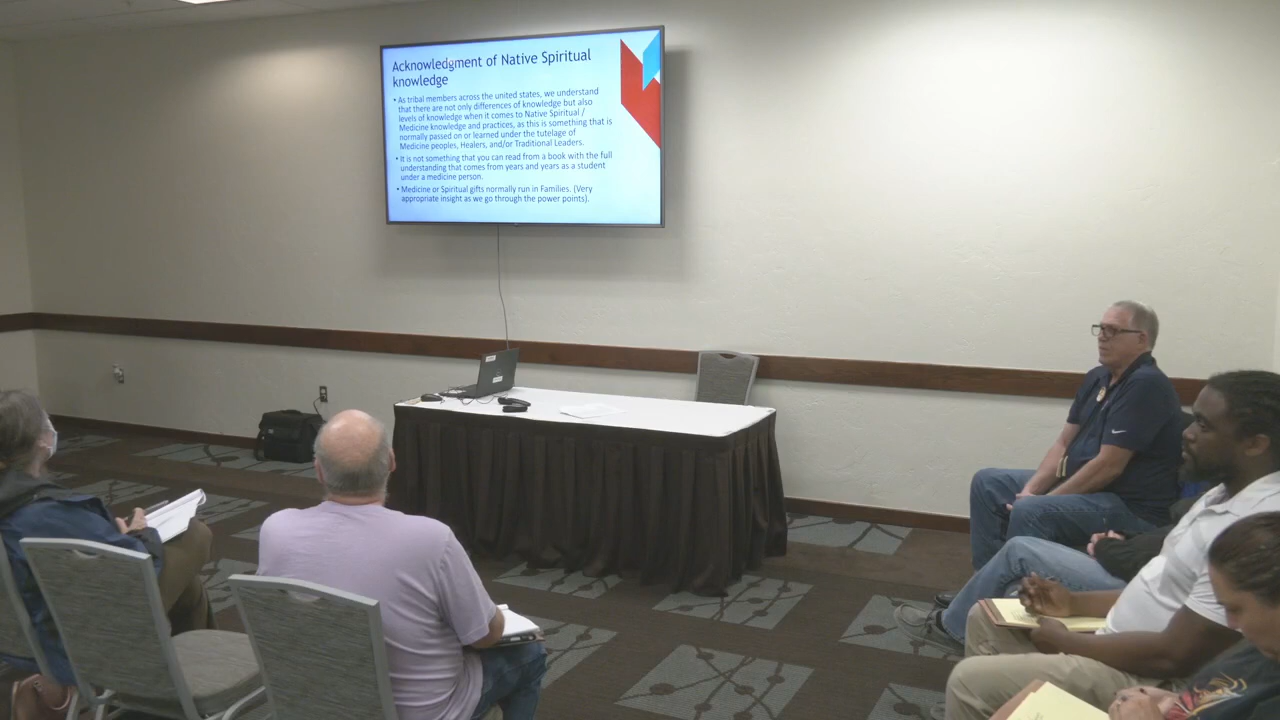 Acknowledgment of Native Spiritual
knowledge
• As tribal members across the united states, we understand
that there are not only differences of knowledge but also
levels of knowledge when it comes to Native Spiritual /
Medicine knowledge and practices, as this is something that is
normally passed on or learned under the tutelage of
Medicine peoples, Healers, and/or Traditional Leaders.
• It is not something that you can read from a book with the full
understanding that comes from years and years as a student
under a medicine person.
• Medicine or Spiritual gifts normally run in Families. (Very
appropriate insight as we go through the power points).